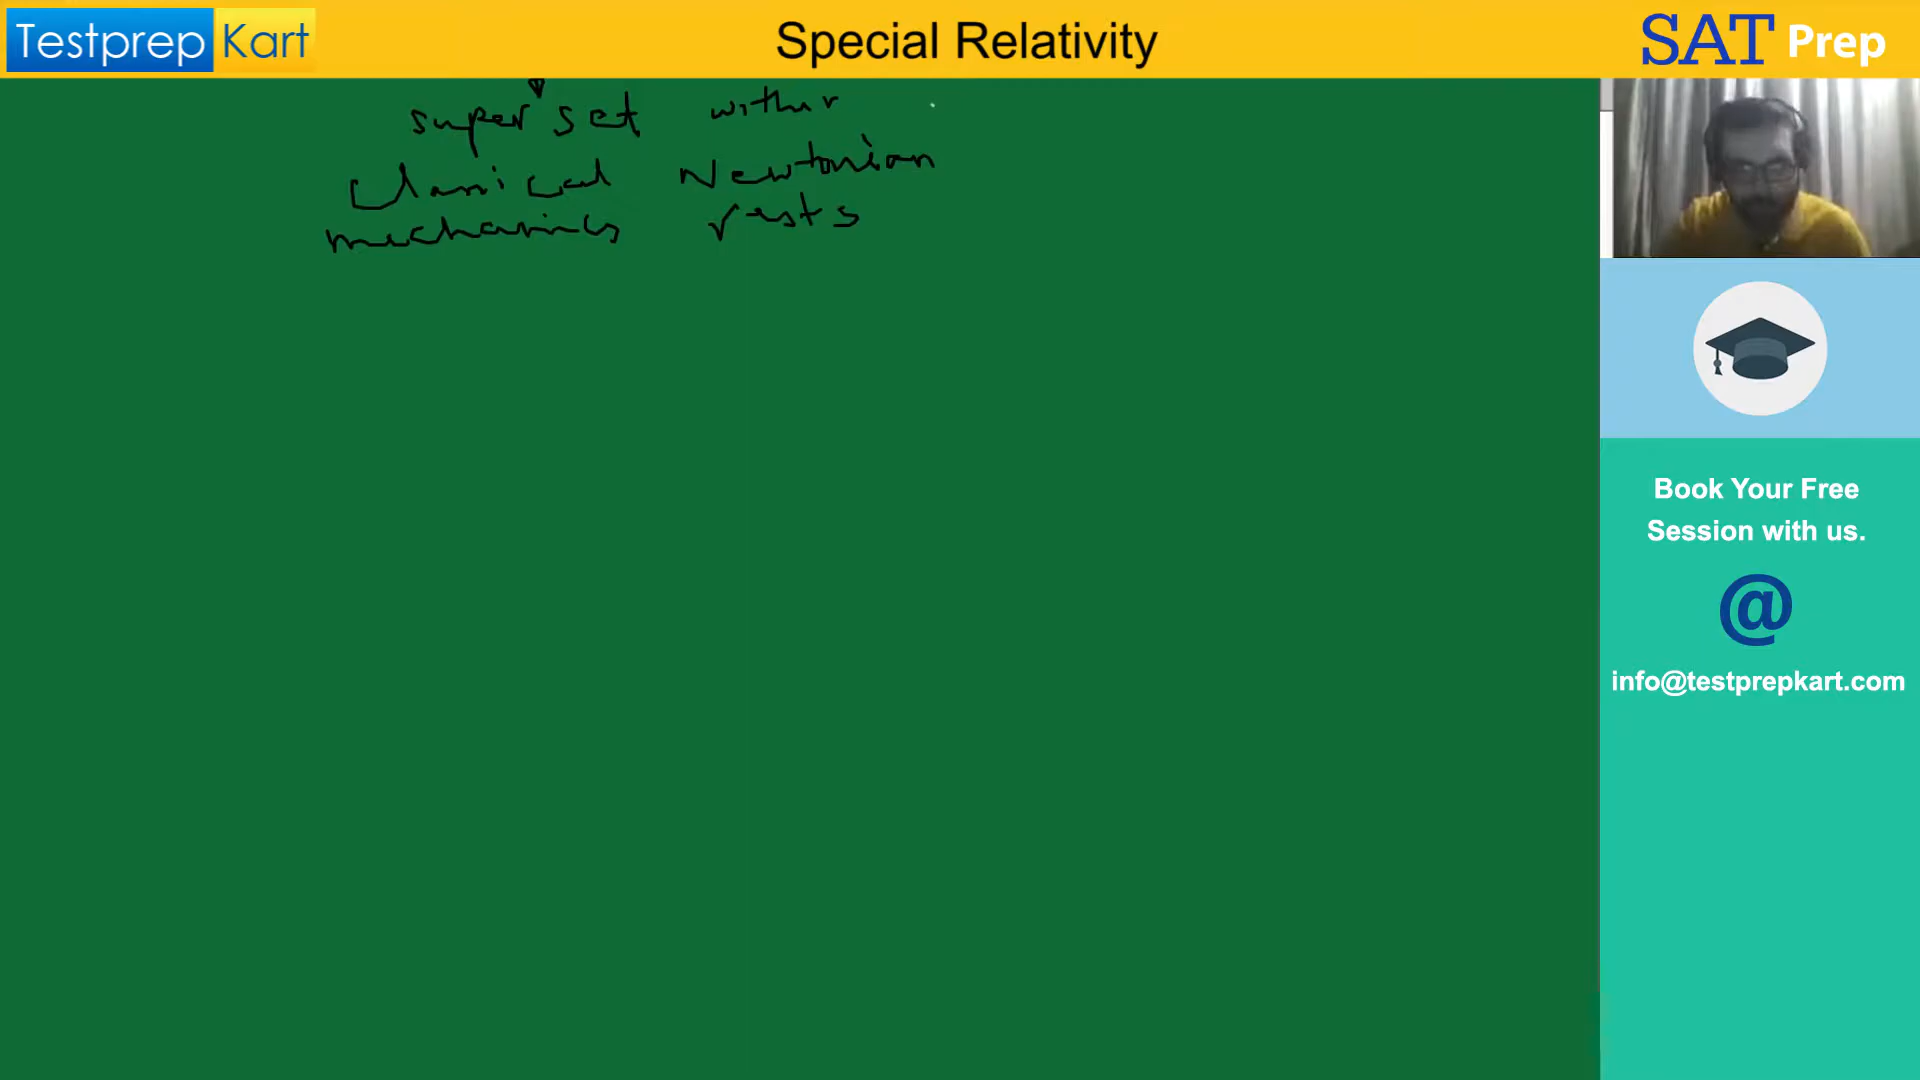 Testprep Kart
Special Relativity
SAT Prep
super set
Classical
mechanics
within
Newtonian
rests
Book Your Free
Session with us.
@
info@testprepkart.com